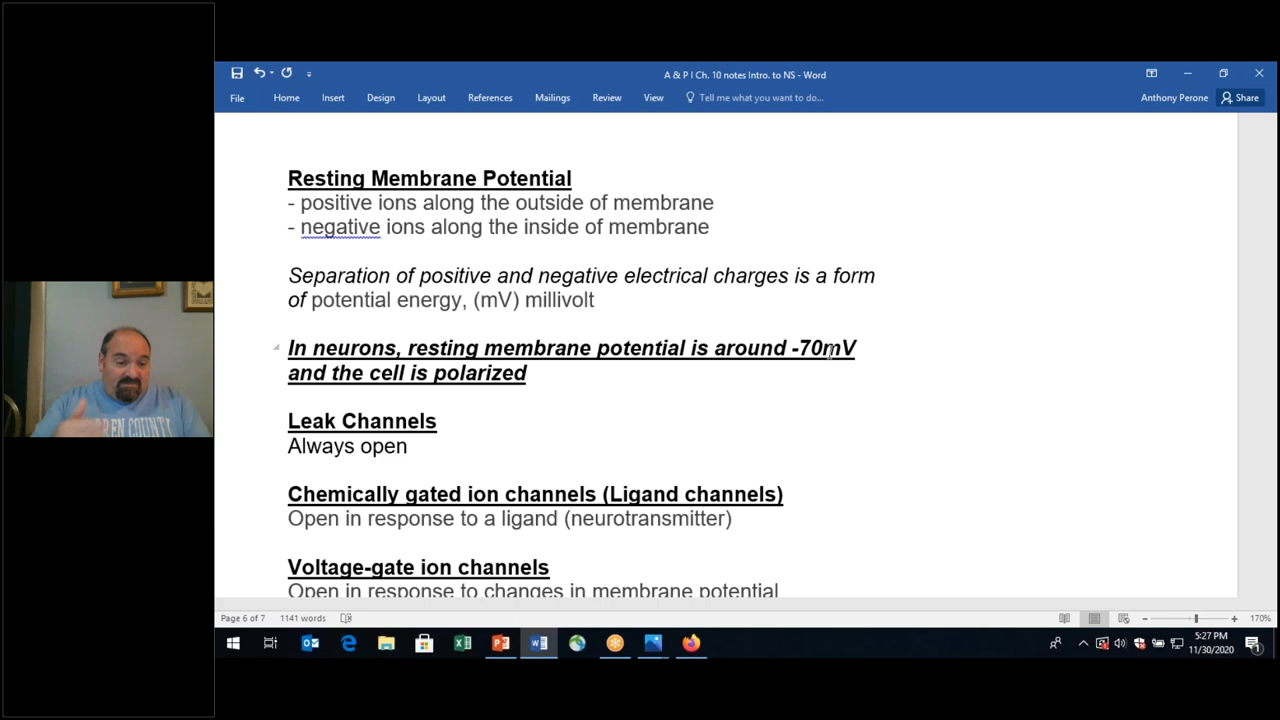 A & P I Ch. 10 notes Intro. to NS - Word
File Home Insert Design Layout References Mailings Review View Tell me what you want to do... Anthony Perone Share
Resting Membrane Potential
- positive ions along the outside of membrane
- negative ions along the inside of membrane
Separation of positive and negative electrical charges is a form
of potential energy, (mV) millivolt
In neurons, resting membrane potential is around -70mV
and the cell is polarized
Leak Channels
Always open
Chemically gated ion channels (Ligand channels)
Open in response to a ligand (neurotransmitter)
Voltage-gate ion channels
Open in response to changes in membrane potential
Page 6 of 7 1141 words 170%
5:27 PM
11/30/2020